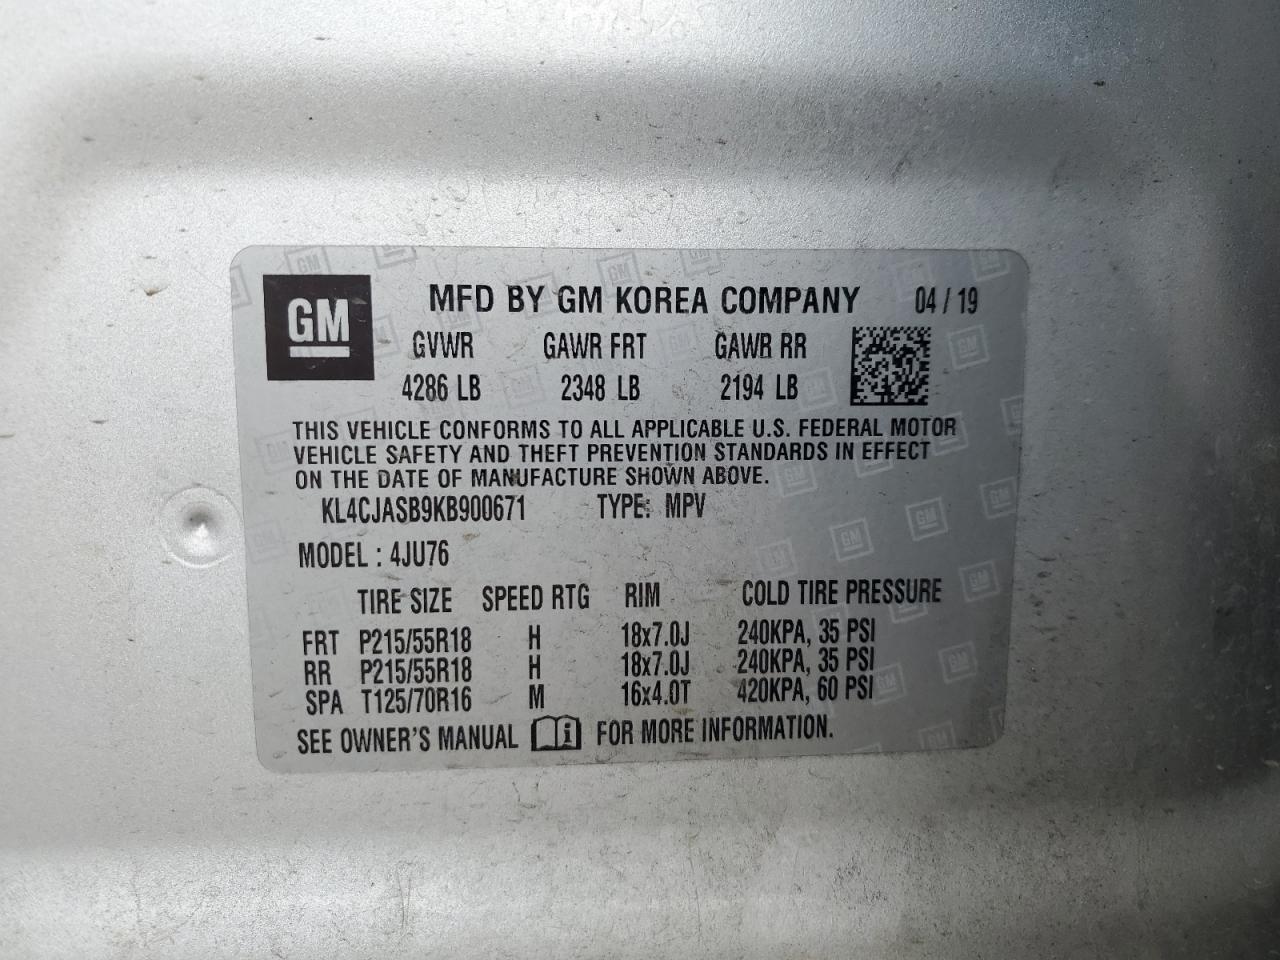 GM MFD BY GM KOREA COMPANY 04 / 19
GVWR GAWR FRT GAWR RR
4286 LB 2348 LB 2194 LB
THIS VEHICLE CONFORMS TO ALL APPLICABLE U.S. FEDERAL MOTOR
VEHICLE SAFETY AND THEFT PREVENTION STANDARDS IN EFFECT
ON THE DATE OF MANUFACTURE SHOWN ABOVE.
KL4CJASB9KB900671 TYPE: MPV
MODEL : 4JU76
TIRE SIZE SPEED RTG RIM COLD TIRE PRESSURE
FRT P215/55R18 H 18x7.0J 240KPA, 35 PSI
RR P215/55R18 H 18x7.0J 240KPA, 35 PSI
SPA T125/70R16 M 16x4.0T 420KPA, 60 PSI
SEE OWNER'S MANUAL i FOR MORE INFORMATION.